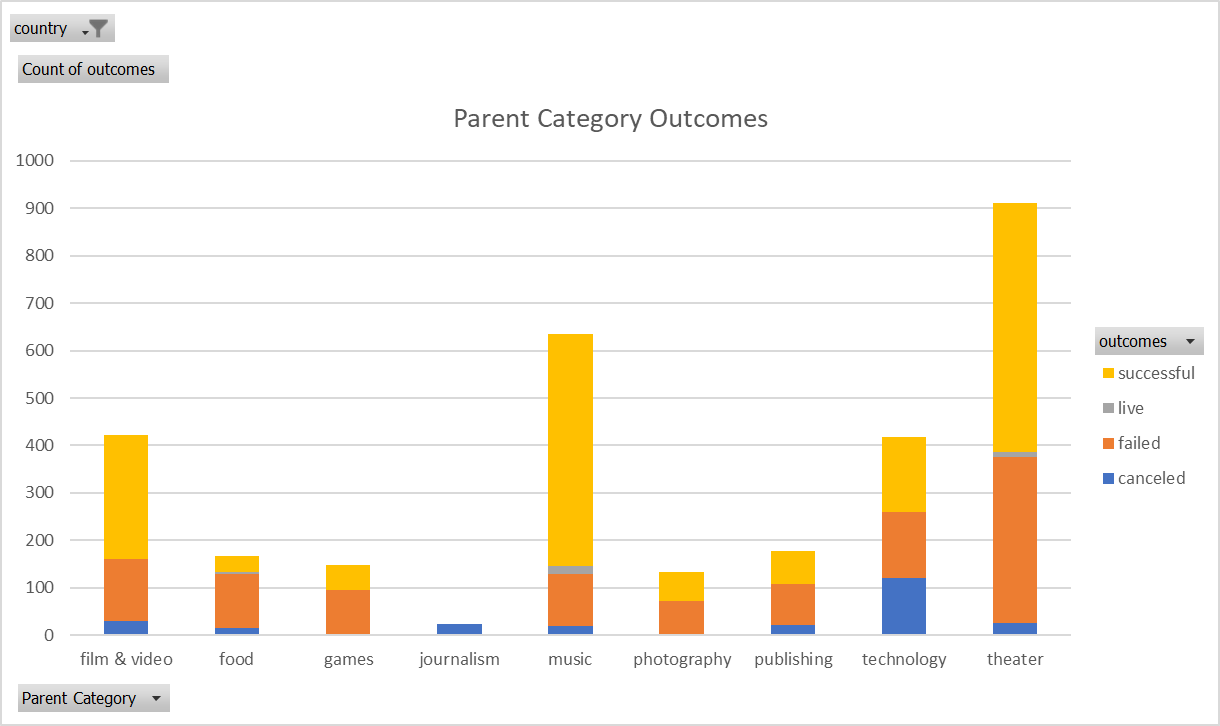 country
Count of outcomes
Parent Category Outcomes
1000
900
800
700
600
500
400
300
200
100
0
film & video food games journalism music photography publishing technology theater
outcomes
successful
live
failed
canceled
Parent Category